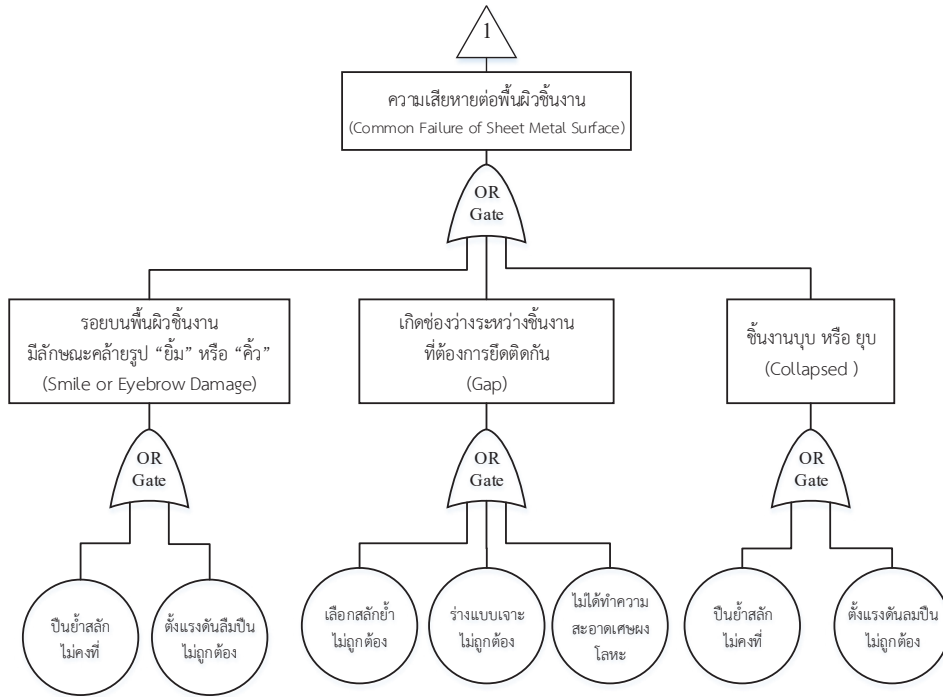 1
ความเสียหายต่อพื้นผิวชิ้นงาน
(Common Failure of Sheet Metal Surface)
OR
Gate
รอยบนพื้นผิวชิ้นงาน
มีลักษณะคล้ายรูป “ยิ้ม” หรือ “คิ้ว”
(Smile or Eyebrow Damage)
เกิดช่องว่างระหว่างชิ้นงาน
ที่ต้องการยึดติดกัน
(Gap)
ชิ้นงานบุบ หรือ ยุบ
(Collapsed )
OR
Gate
OR
Gate
OR
Gate
ปืนย้ำสลัก
ไม่คงที่
ตั้งแรงดันลืมปืน
ไม่ถูกต้อง
เลือกสลักย้ำ
ไม่ถูกต้อง
ร่างแบบเจาะ
ไม่ถูกต้อง
ไม่ได้ทำความ
สะอาดเศษผง
โลหะ
ปืนย้ำสลัก
ไม่คงที่
ตั้งแรงดันลมปืน
ไม่ถูกต้อง